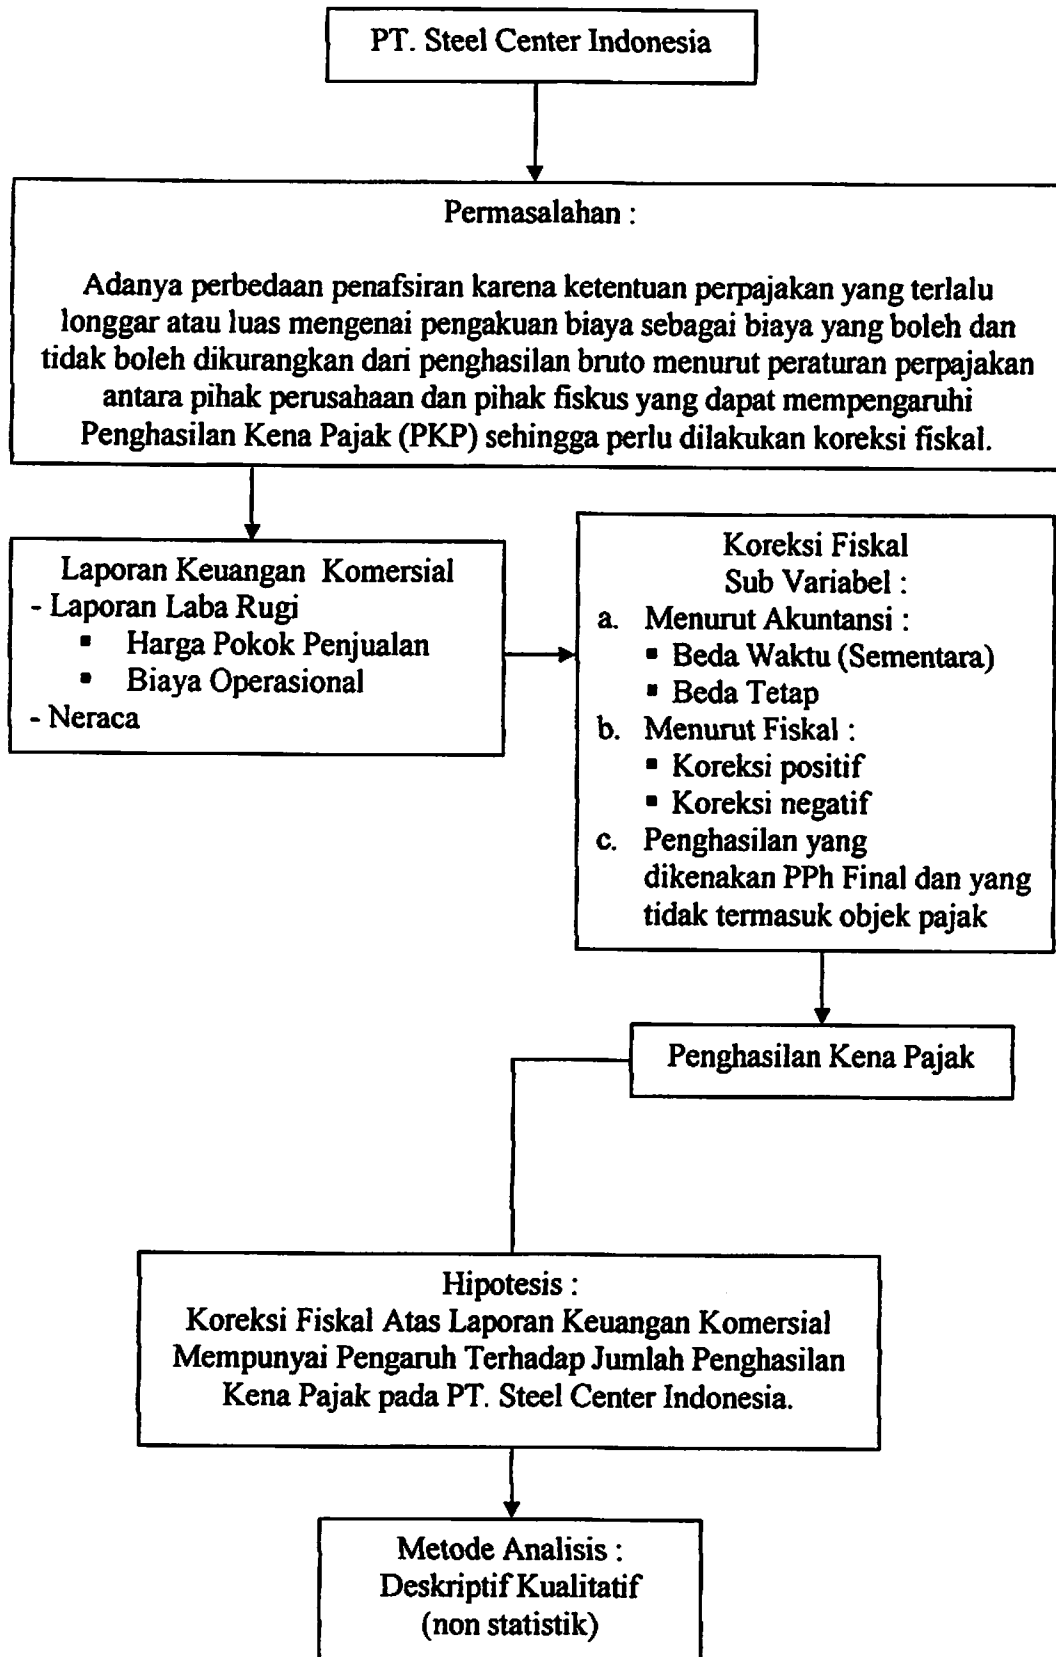 PT. Steel Center Indonesia
Permasalahan :
Adanya perbedaan penafsiran karena ketentuan perpajakan yang terlalu
longgar atau luas mengenai pengakuan biaya sebagai biaya yang boleh dan
tidak boleh dikurangkan dari penghasilan bruto menurut peraturan perpajakan
antara pihak perusahaan dan pihak fiskus yang dapat mempengaruhi
Penghasilan Kena Pajak (PKP) sehingga perlu dilakukan koreksi fiskal.
Laporan Keuangan Komersial
- Laporan Laba Rugi
▪ Harga Pokok Penjualan
▪ Biaya Operasional
- Neraca
Koreksi Fiskal
Sub Variabel :
a. Menurut Akuntansi :
▪ Beda Waktu (Sementara)
▪ Beda Tetap
b. Menurut Fiskal :
▪ Koreksi positif
▪ Koreksi negatif
c. Penghasilan yang
dikenakan PPh Final dan yang
tidak termasuk objek pajak
Penghasilan Kena Pajak
Hipotesis :
Koreksi Fiskal Atas Laporan Keuangan Komersial
Mempunyai Pengaruh Terhadap Jumlah Penghasilan
Kena Pajak pada PT. Steel Center Indonesia.
Metode Analisis :
Deskriptif Kualitatif
(non statistik)